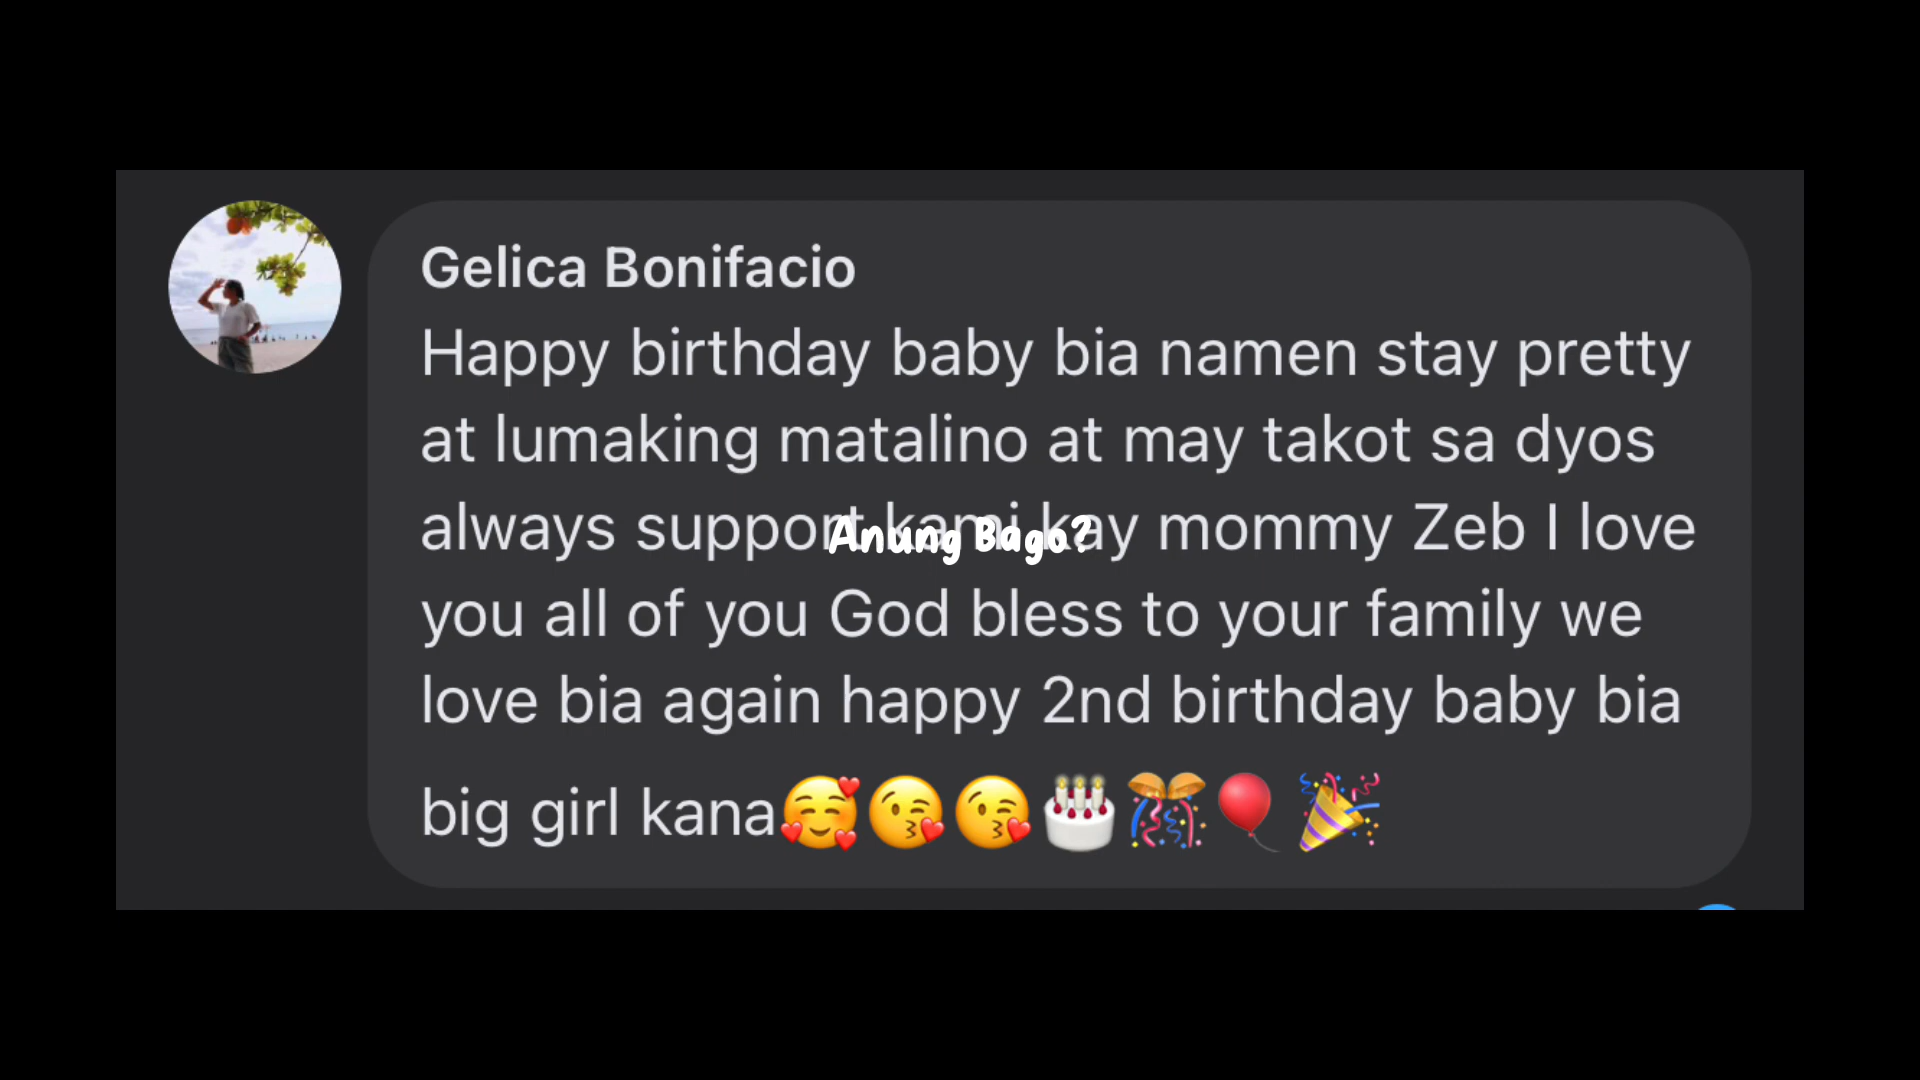 Gelica Bonifacio
Happy birthday baby bia namen stay pretty
at lumaking matalino at may takot sa dyos
always support kami kay mommy Zeb I love
you all of you God bless to your family we
love bia again happy 2nd birthday baby bia
big girl kana🥰😘😘🎂🎊🎈🎉
Anung Bago?